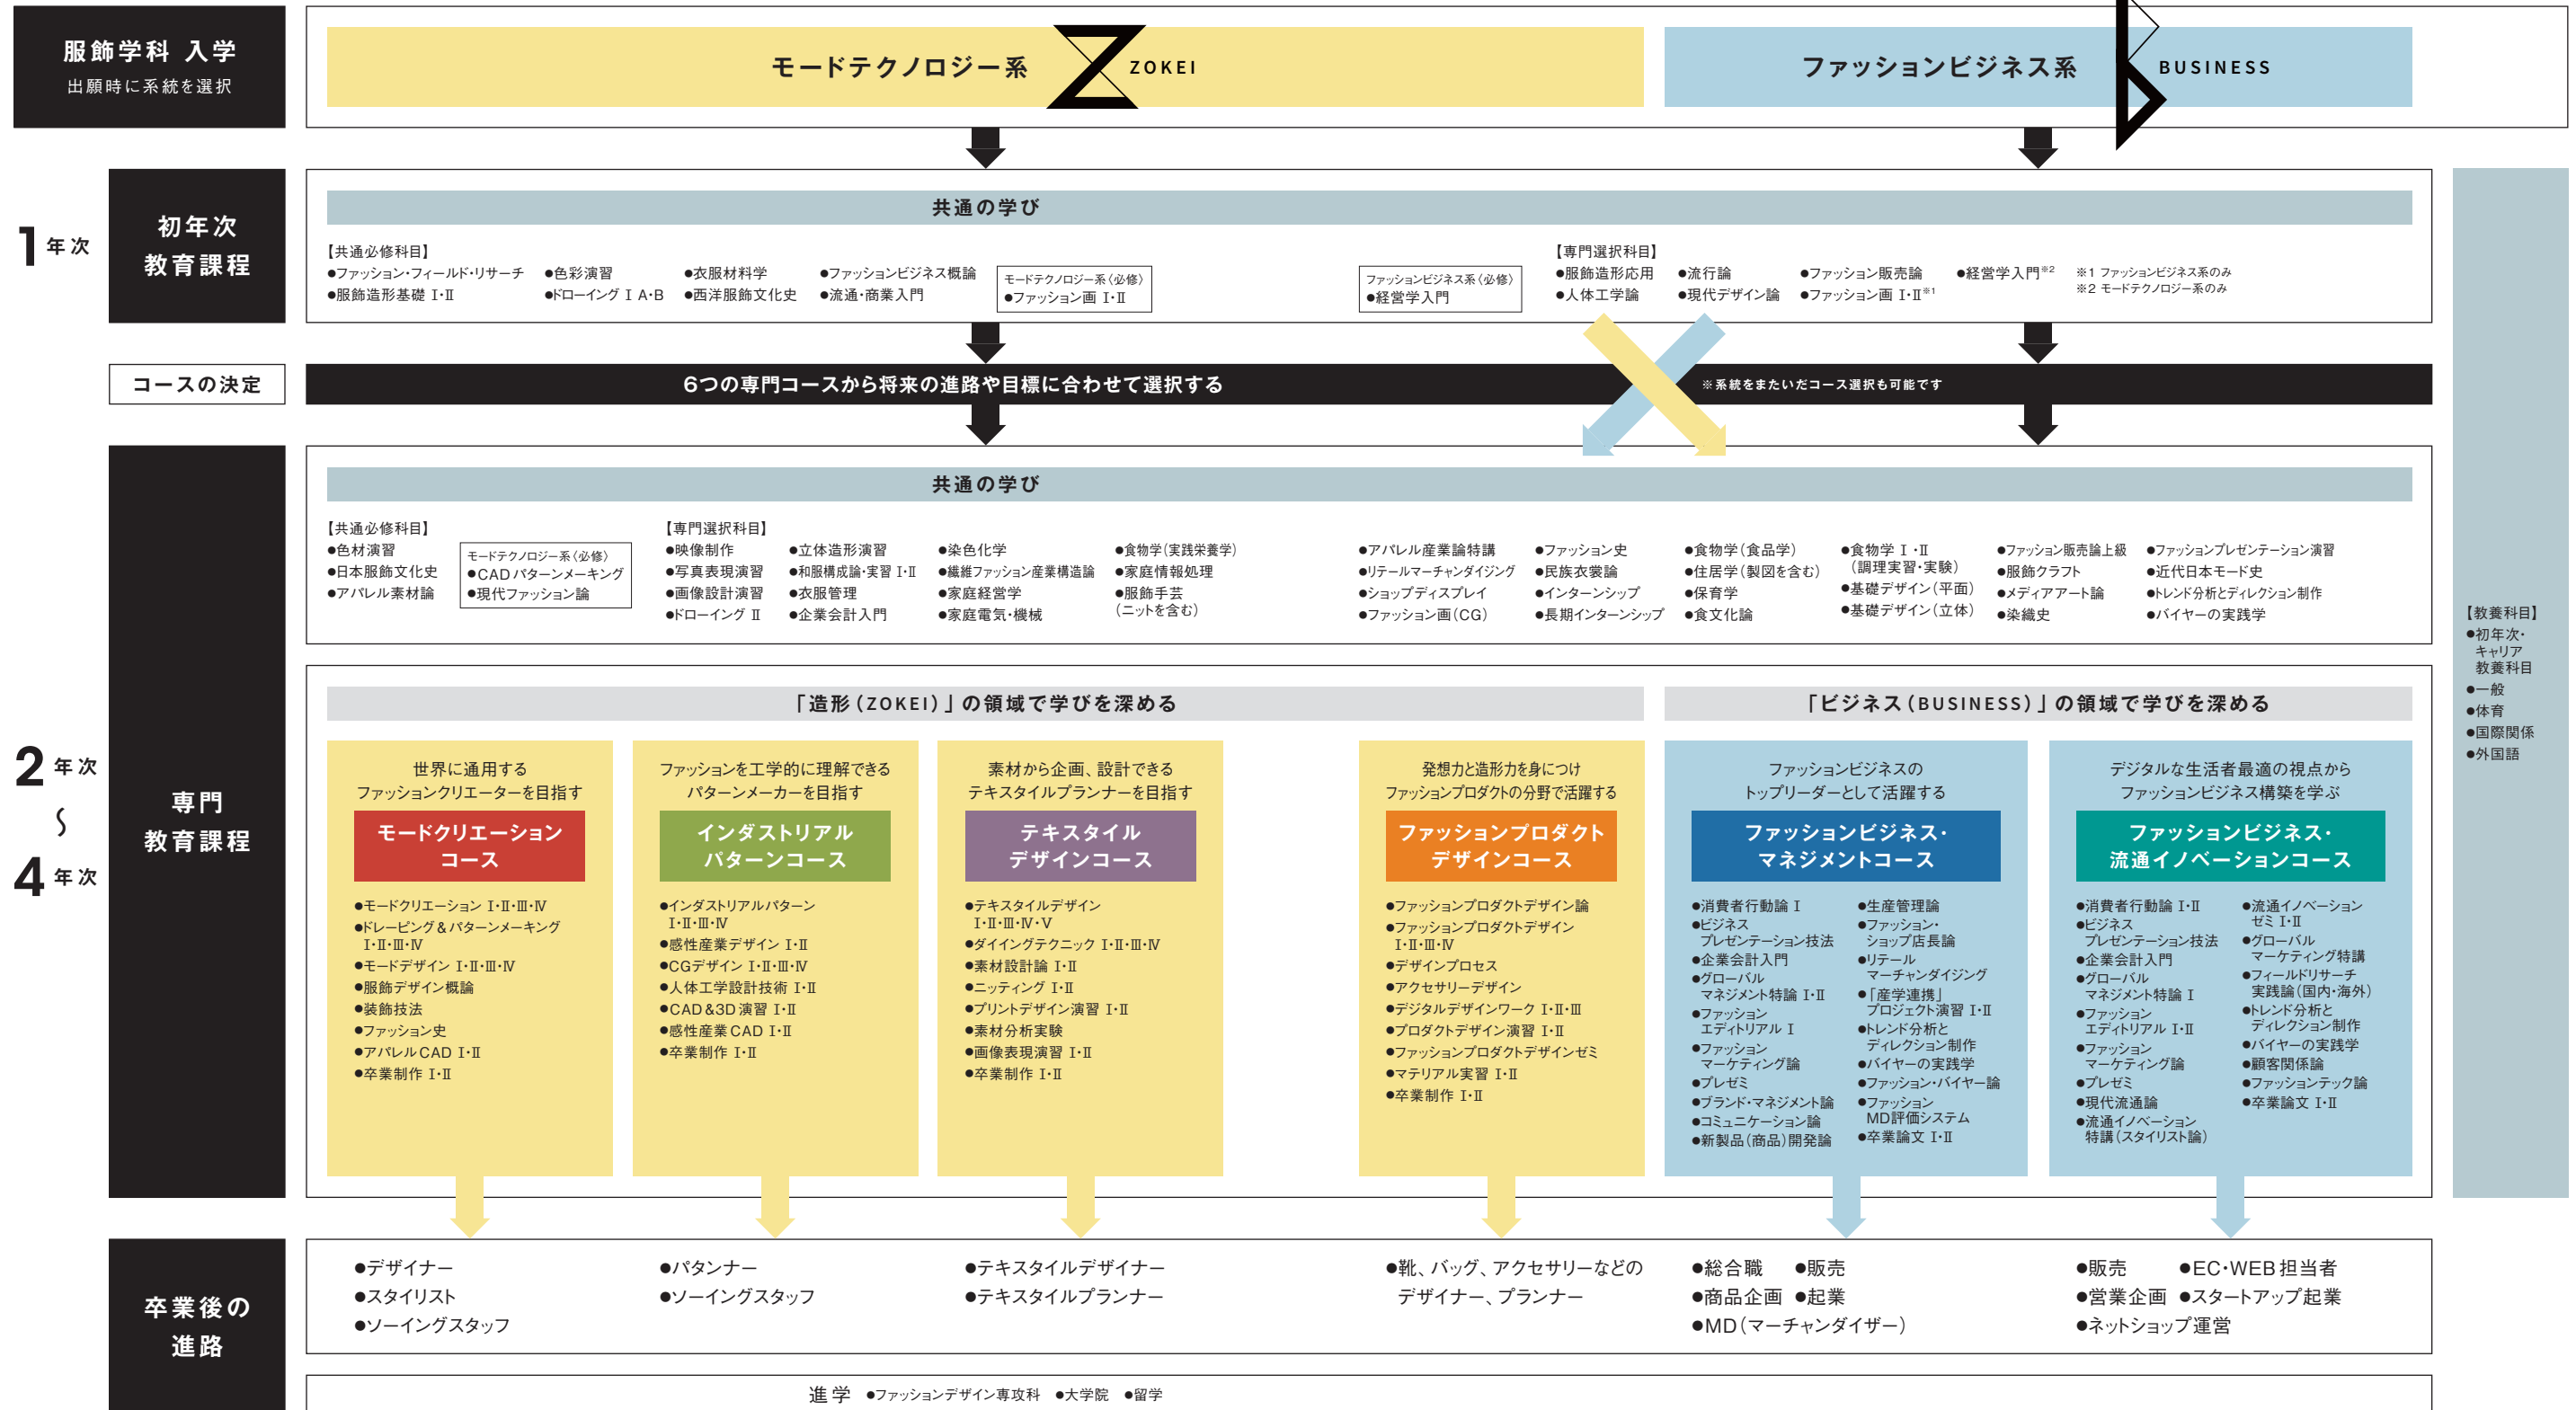 服飾学科 入学
出願時に系統を選択
モードテクノロジー系 ZOKEI
ファッションビジネス系 BUSINESS
1年次
初年次
教育課程
共通の学び
【共通必修科目】
●ファッション・フィールド・リサーチ
●服飾造形基礎 Ⅰ・Ⅱ
●色彩演習
●ドローイング Ⅰ A・B
●衣服材料学
●西洋服飾文化史
●ファッションビジネス概論
●流通・商業入門
モードテクノロジー系〈必修〉
●ファッション画 Ⅰ・Ⅱ
ファッションビジネス系〈必修〉
●経営学入門
【専門選択科目】
●服飾造形応用
●人体工学論
●流行論
●現代デザイン論
●ファッション販売論
●ファッション画 Ⅰ・Ⅱ※1
●経営学入門※2
※1 ファッションビジネス系のみ
※2 モードテクノロジー系のみ
コースの決定
6つの専門コースから将来の進路や目標に合わせて選択する
※系統をまたいだコース選択も可能です
2年次
〜
4年次
専門
教育課程
共通の学び
【共通必修科目】
●色材演習
●日本服飾文化史
●アパレル素材論
モードテクノロジー系〈必修〉
●CADパターンメーキング
●現代ファッション論
【専門選択科目】
●映像制作
●写真表現演習
●画像設計演習
●ドローイング Ⅱ
●立体造形演習
●和服構成論・実習 Ⅰ・Ⅱ
●衣服管理
●企業会計入門
●染色化学
●繊維ファッション産業構造論
●家庭経営学
●家庭電気・機械
●食物学(実践栄養学)
●家庭情報処理
●服飾手芸
(ニットを含む)
●アパレル産業論特講
●リテールマーチャンダイジング
●ショップディスプレイ
●ファッション画(CG)
●ファッション史
●民族衣裳論
●インターンシップ
●長期インターンシップ
●食物学(食品学)
●住居学(製図を含む)
●保育学
●食文化論
●食物学 Ⅰ・Ⅱ
(調理実習・実験)
●基礎デザイン(平面)
●基礎デザイン(立体)
●ファッション販売論上級
●服飾クラフト
●メディアアート論
●染織史
●ファッションプレゼンテーション演習
●近代日本モード史
●トレンド分析とディレクション制作
●バイヤーの実践学
「造形(ZOKEI)」の領域で学びを深める
「ビジネス(BUSINESS)」の領域で学びを深める
世界に通用する
ファッションクリエーターを目指す
モードクリエーション
コース
●モードクリエーション Ⅰ・Ⅱ・Ⅲ・Ⅳ
●ドレーピング&パターンメーキング
Ⅰ・Ⅱ・Ⅲ・Ⅳ
●モードデザイン Ⅰ・Ⅱ・Ⅲ・Ⅳ
●服飾デザイン概論
●装飾技法
●ファッション史
●アパレルCAD Ⅰ・Ⅱ
●卒業制作 Ⅰ・Ⅱ
ファッションを工学的に理解できる
パターンメーカーを目指す
インダストリアル
パターンコース
●インダストリアルパターン
Ⅰ・Ⅱ・Ⅲ・Ⅳ
●感性産業デザイン Ⅰ・Ⅱ
●CGデザイン Ⅰ・Ⅱ・Ⅲ・Ⅳ
●人体工学設計技術 Ⅰ・Ⅱ
●CAD&3D演習 Ⅰ・Ⅱ
●感性産業CAD Ⅰ・Ⅱ
●卒業制作 Ⅰ・Ⅱ
素材から企画、設計できる
テキスタイルプランナーを目指す
テキスタイル
デザインコース
●テキスタイルデザイン
Ⅰ・Ⅱ・Ⅲ・Ⅳ・Ⅴ
●ダイイングテクニック Ⅰ・Ⅱ・Ⅲ・Ⅳ
●素材設計論 Ⅰ・Ⅱ
●ニッティング Ⅰ・Ⅱ
●プリントデザイン演習 Ⅰ・Ⅱ
●素材分析実験
●画像表現演習 Ⅰ・Ⅱ
●卒業制作 Ⅰ・Ⅱ
発想力と造形力を身につけ
ファッションプロダクトの分野で活躍する
ファッションプロダクト
デザインコース
●ファッションプロダクトデザイン論
●ファッションプロダクトデザイン
Ⅰ・Ⅱ・Ⅲ・Ⅳ
●デザインプロセス
●アクセサリーデザイン
●デジタルデザインワーク Ⅰ・Ⅱ・Ⅲ
●プロダクトデザイン演習 Ⅰ・Ⅱ
●ファッションプロダクトデザインゼミ
●マテリアル実習 Ⅰ・Ⅱ
●卒業制作 Ⅰ・Ⅱ
ファッションビジネスの
トップリーダーとして活躍する
ファッションビジネス・
マネジメントコース
●消費者行動論 Ⅰ
●ビジネス
プレゼンテーション技法
●企業会計入門
●グローバル
マネジメント特論 Ⅰ・Ⅱ
●ファッション
エディトリアル Ⅰ
●ファッション
マーケティング論
●プレゼミ
●ブランド・マネジメント論
●コミュニケーション論
●新製品(商品)開発論
●生産管理論
●ファッション・
ショップ店長論
●リテール
マーチャンダイジング
●「産学連携」
プロジェクト演習 Ⅰ・Ⅱ
●トレンド分析と
ディレクション制作
●バイヤーの実践学
●ファッション・バイヤー論
●ファッション
MD評価システム
●卒業論文 Ⅰ・Ⅱ
デジタルな生活者最適の視点から
ファッションビジネス構築を学ぶ
ファッションビジネス・
流通イノベーションコース
●消費者行動論 Ⅰ・Ⅱ
●ビジネス
プレゼンテーション技法
●企業会計入門
●グローバル
マネジメント特論 Ⅰ
●ファッション
エディトリアル Ⅰ・Ⅱ
●ファッション
マーケティング論
●プレゼミ
●現代流通論
●流通イノベーション
特講(スタイリスト論)
●流通イノベーション
ゼミ Ⅰ・Ⅱ
●グローバル
マーケティング特講
●フィールドリサーチ
実践論(国内・海外)
●トレンド分析と
ディレクション制作
●バイヤーの実践学
●顧客関係論
●ファッションテック論
●卒業論文 Ⅰ・Ⅱ
【教養科目】
●初年次・
キャリア
教養科目
●一般
●体育
●国際関係
●外国語
卒業後の
進路
●デザイナー
●スタイリスト
●ソーイングスタッフ
●パタンナー
●ソーイングスタッフ
●テキスタイルデザイナー
●テキスタイルプランナー
●靴、バッグ、アクセサリーなどの
デザイナー、プランナー
●総合職 ●販売
●商品企画 ●起業
●MD(マーチャンダイザー)
●販売 ●EC・WEB担当者
●営業企画 ●スタートアップ起業
●ネットショップ運営
進学 ●ファッションデザイン専攻科 ●大学院 ●留学